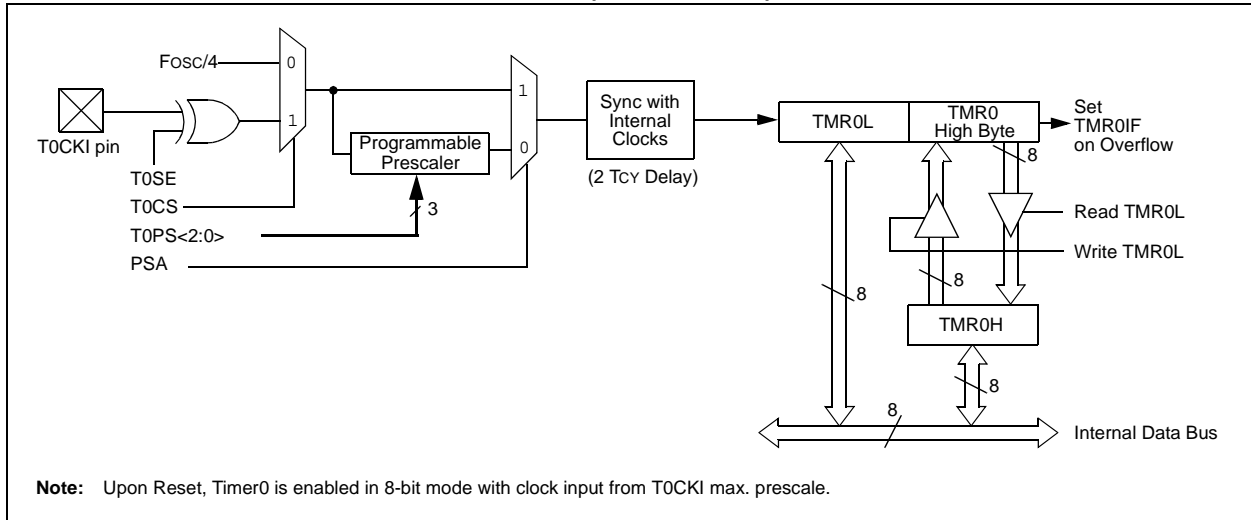 FOSC/4
0
1
T0CKI pin
T0SE
T0CS
T0PS<2:0>
PSA
Programmable
Prescaler
3
1
0
Sync with
Internal
Clocks
(2 TCY Delay)
TMR0L
TMR0
High Byte
Set
TMR0IF
on Overflow
8
Read TMR0L
Write TMR0L
8
8
TMR0H
8
8
Internal Data Bus
Note: Upon Reset, Timer0 is enabled in 8-bit mode with clock input from T0CKI max. prescale.